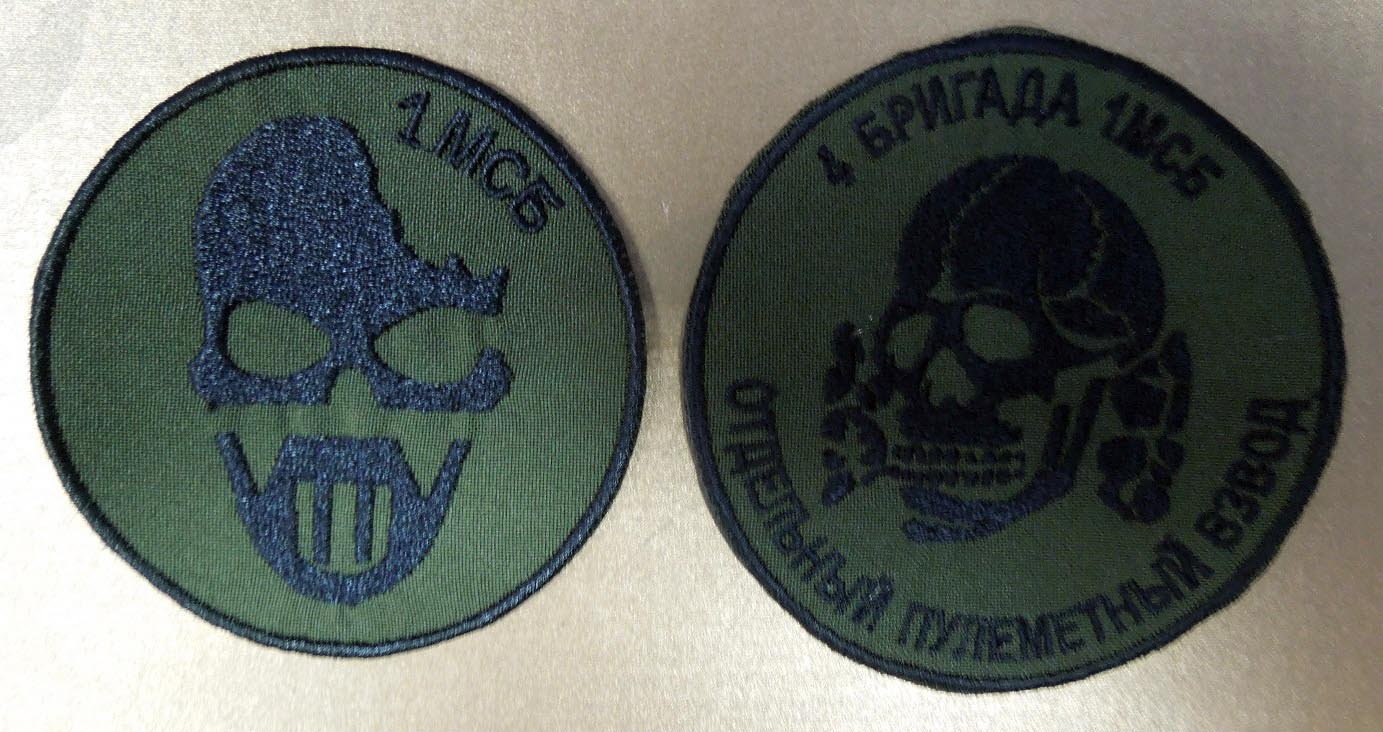 1 МСБ
4 БРИГАДА 1МСБ
ОТДЕЛЬНЫЙ ПУЛЕМЕТНЫЙ ВЗВОД